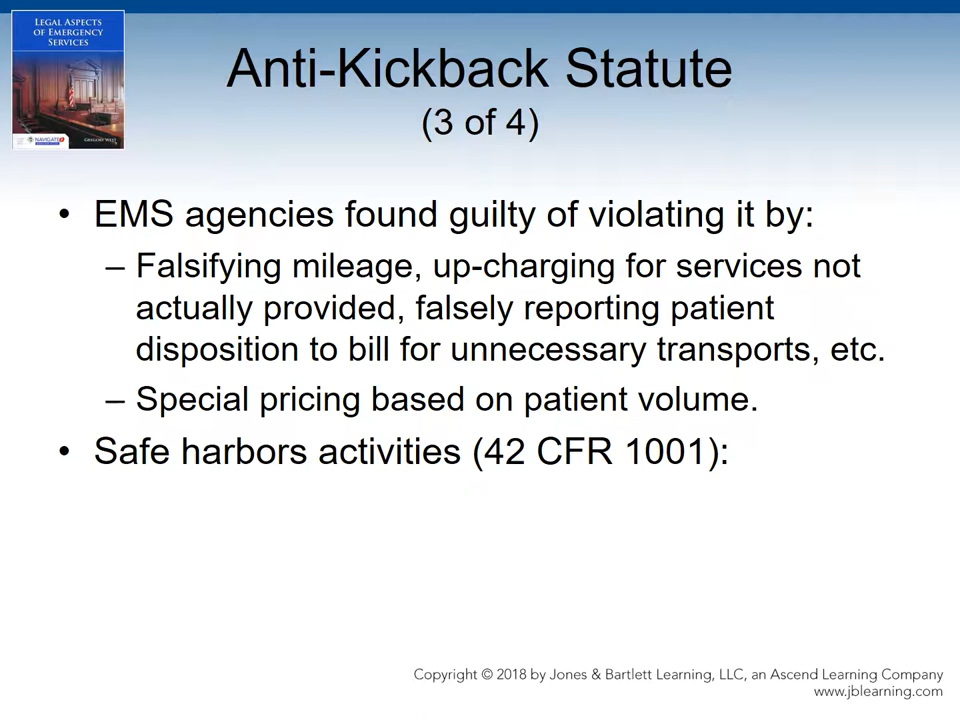 LEGAL ASPECTS
OF EMERGENCY
SERVICES
NAVIGATE
Anti-Kickback Statute
(3 of 4)
• EMS agencies found guilty of violating it by:
– Falsifying mileage, up-charging for services not
actually provided, falsely reporting patient
disposition to bill for unnecessary transports, etc.
– Special pricing based on patient volume.
• Safe harbors activities (42 CFR 1001):
Copyright © 2018 by Jones & Bartlett Learning, LLC, an Ascend Learning Company
www.jblearning.com